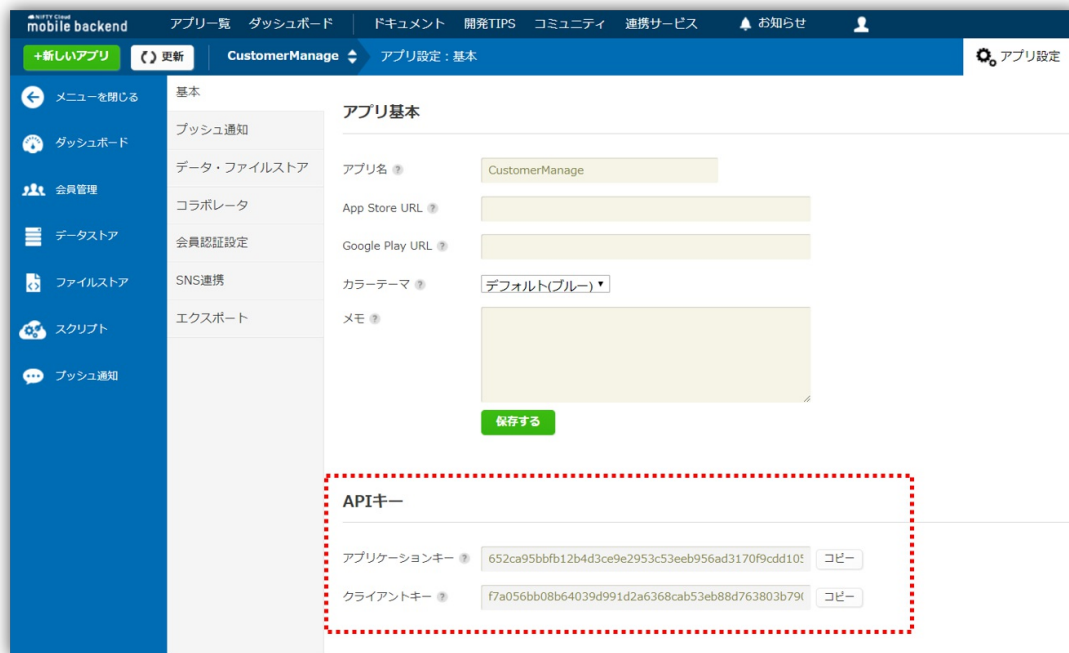 NIFTY Cloud
mobile backend アプリ一覧 ダッシュボード ドキュメント 開発TIPS コミュニティ 連携サービス お知らせ
+新しいアプリ 更新 CustomerManage アプリ設定:基本 アプリ設定
メニューを閉じる
ダッシュボード
会員管理
データストア
ファイルストア
スクリプト
プッシュ通知
基本
プッシュ通知
データ・ファイルストア
コラボレータ
会員認証設定
SNS連携
エクスポート
アプリ基本
アプリ名 ? CustomerManage
App Store URL ?
Google Play URL ?
カラーテーマ ? デフォルト(ブルー)
メモ ?
保存する
APIキー
アプリケーションキー ? 652ca95bbfb12b4d3ce9e2953c53eeb956ad3170f9cdd105 コピー
クライアントキー ? f7a056bb08b64039d991d2a6368cab53eb88d763803b790 コピー